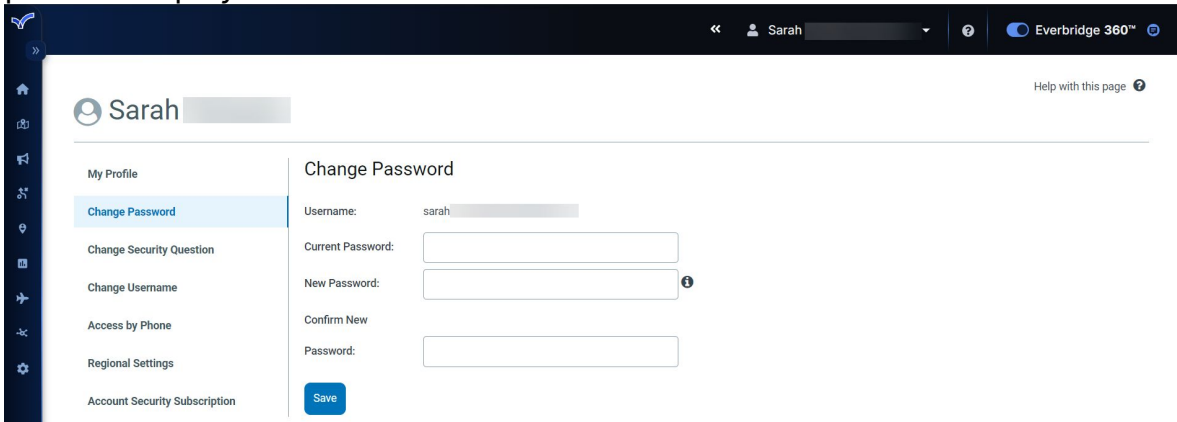 Sarah
Everbridge 360™
Help with this page
Sarah
My Profile
Change Password
Change Security Question
Change Username
Access by Phone
Regional Settings
Account Security Subscription
Change Password
Username: sarah
Current Password:
New Password:
Confirm New
Password:
Save